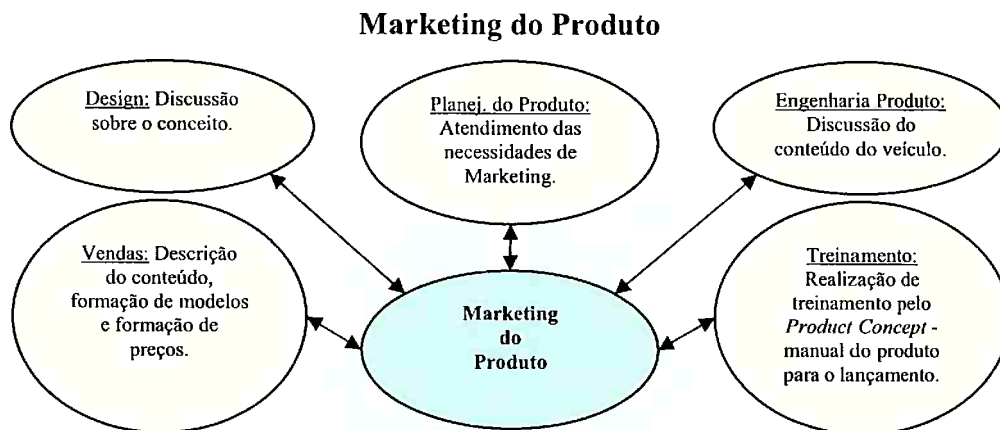 Marketing do Produto
Design: Discussão
sobre o conceito.
Planej. do Produto:
Atendimento das
necessidades de
Marketing.
Engenharia Produto:
Discussão do
conteúdo do veículo.
Vendas: Descrição
do conteúdo,
formação de modelos
e formação de
preços.
Marketing
do
Produto
Treinamento:
Realização de
treinamento pelo
Product Concept -
manual do produto
para o lançamento.